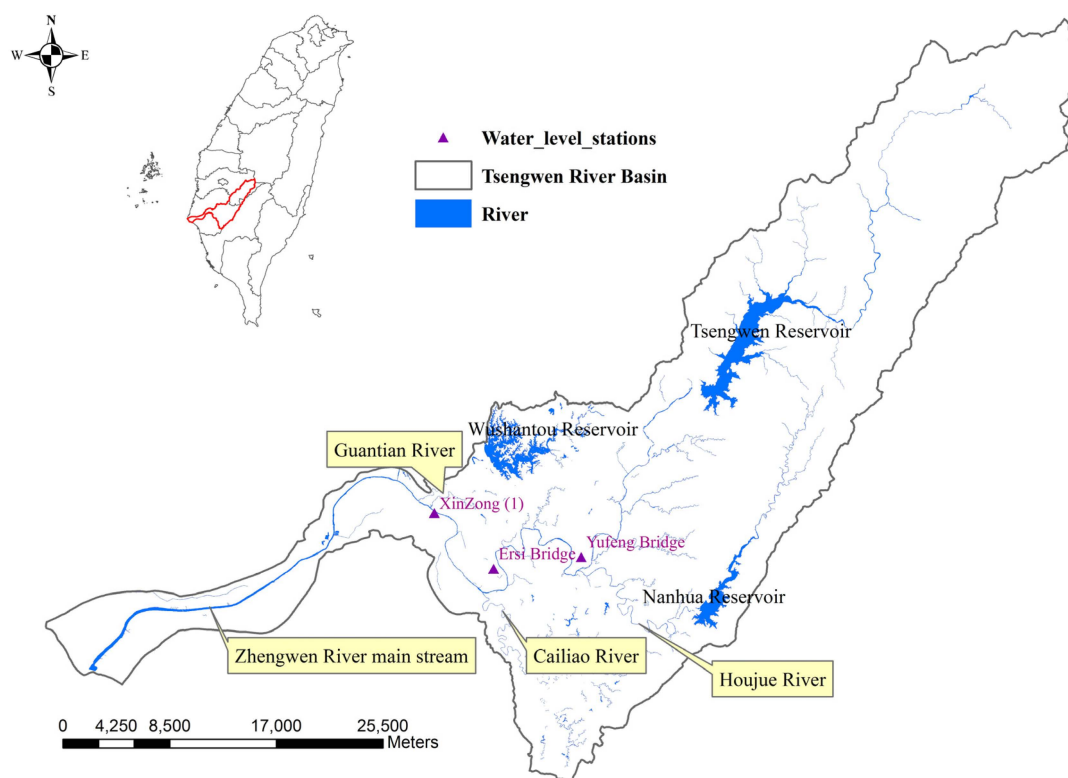 N
W
E
S
Water_level_stations
Tsengwen River Basin
River
Tsengwen Reservoir
Wushantou Reservoir
Guantian River
XinZong (1)
Ersi Bridge
Yufeng Bridge
Nanhua Reservoir
Zhengwen River main stream
Cailiao River
Houjue River
0 4,250 8,500 17,000 25,500
Meters